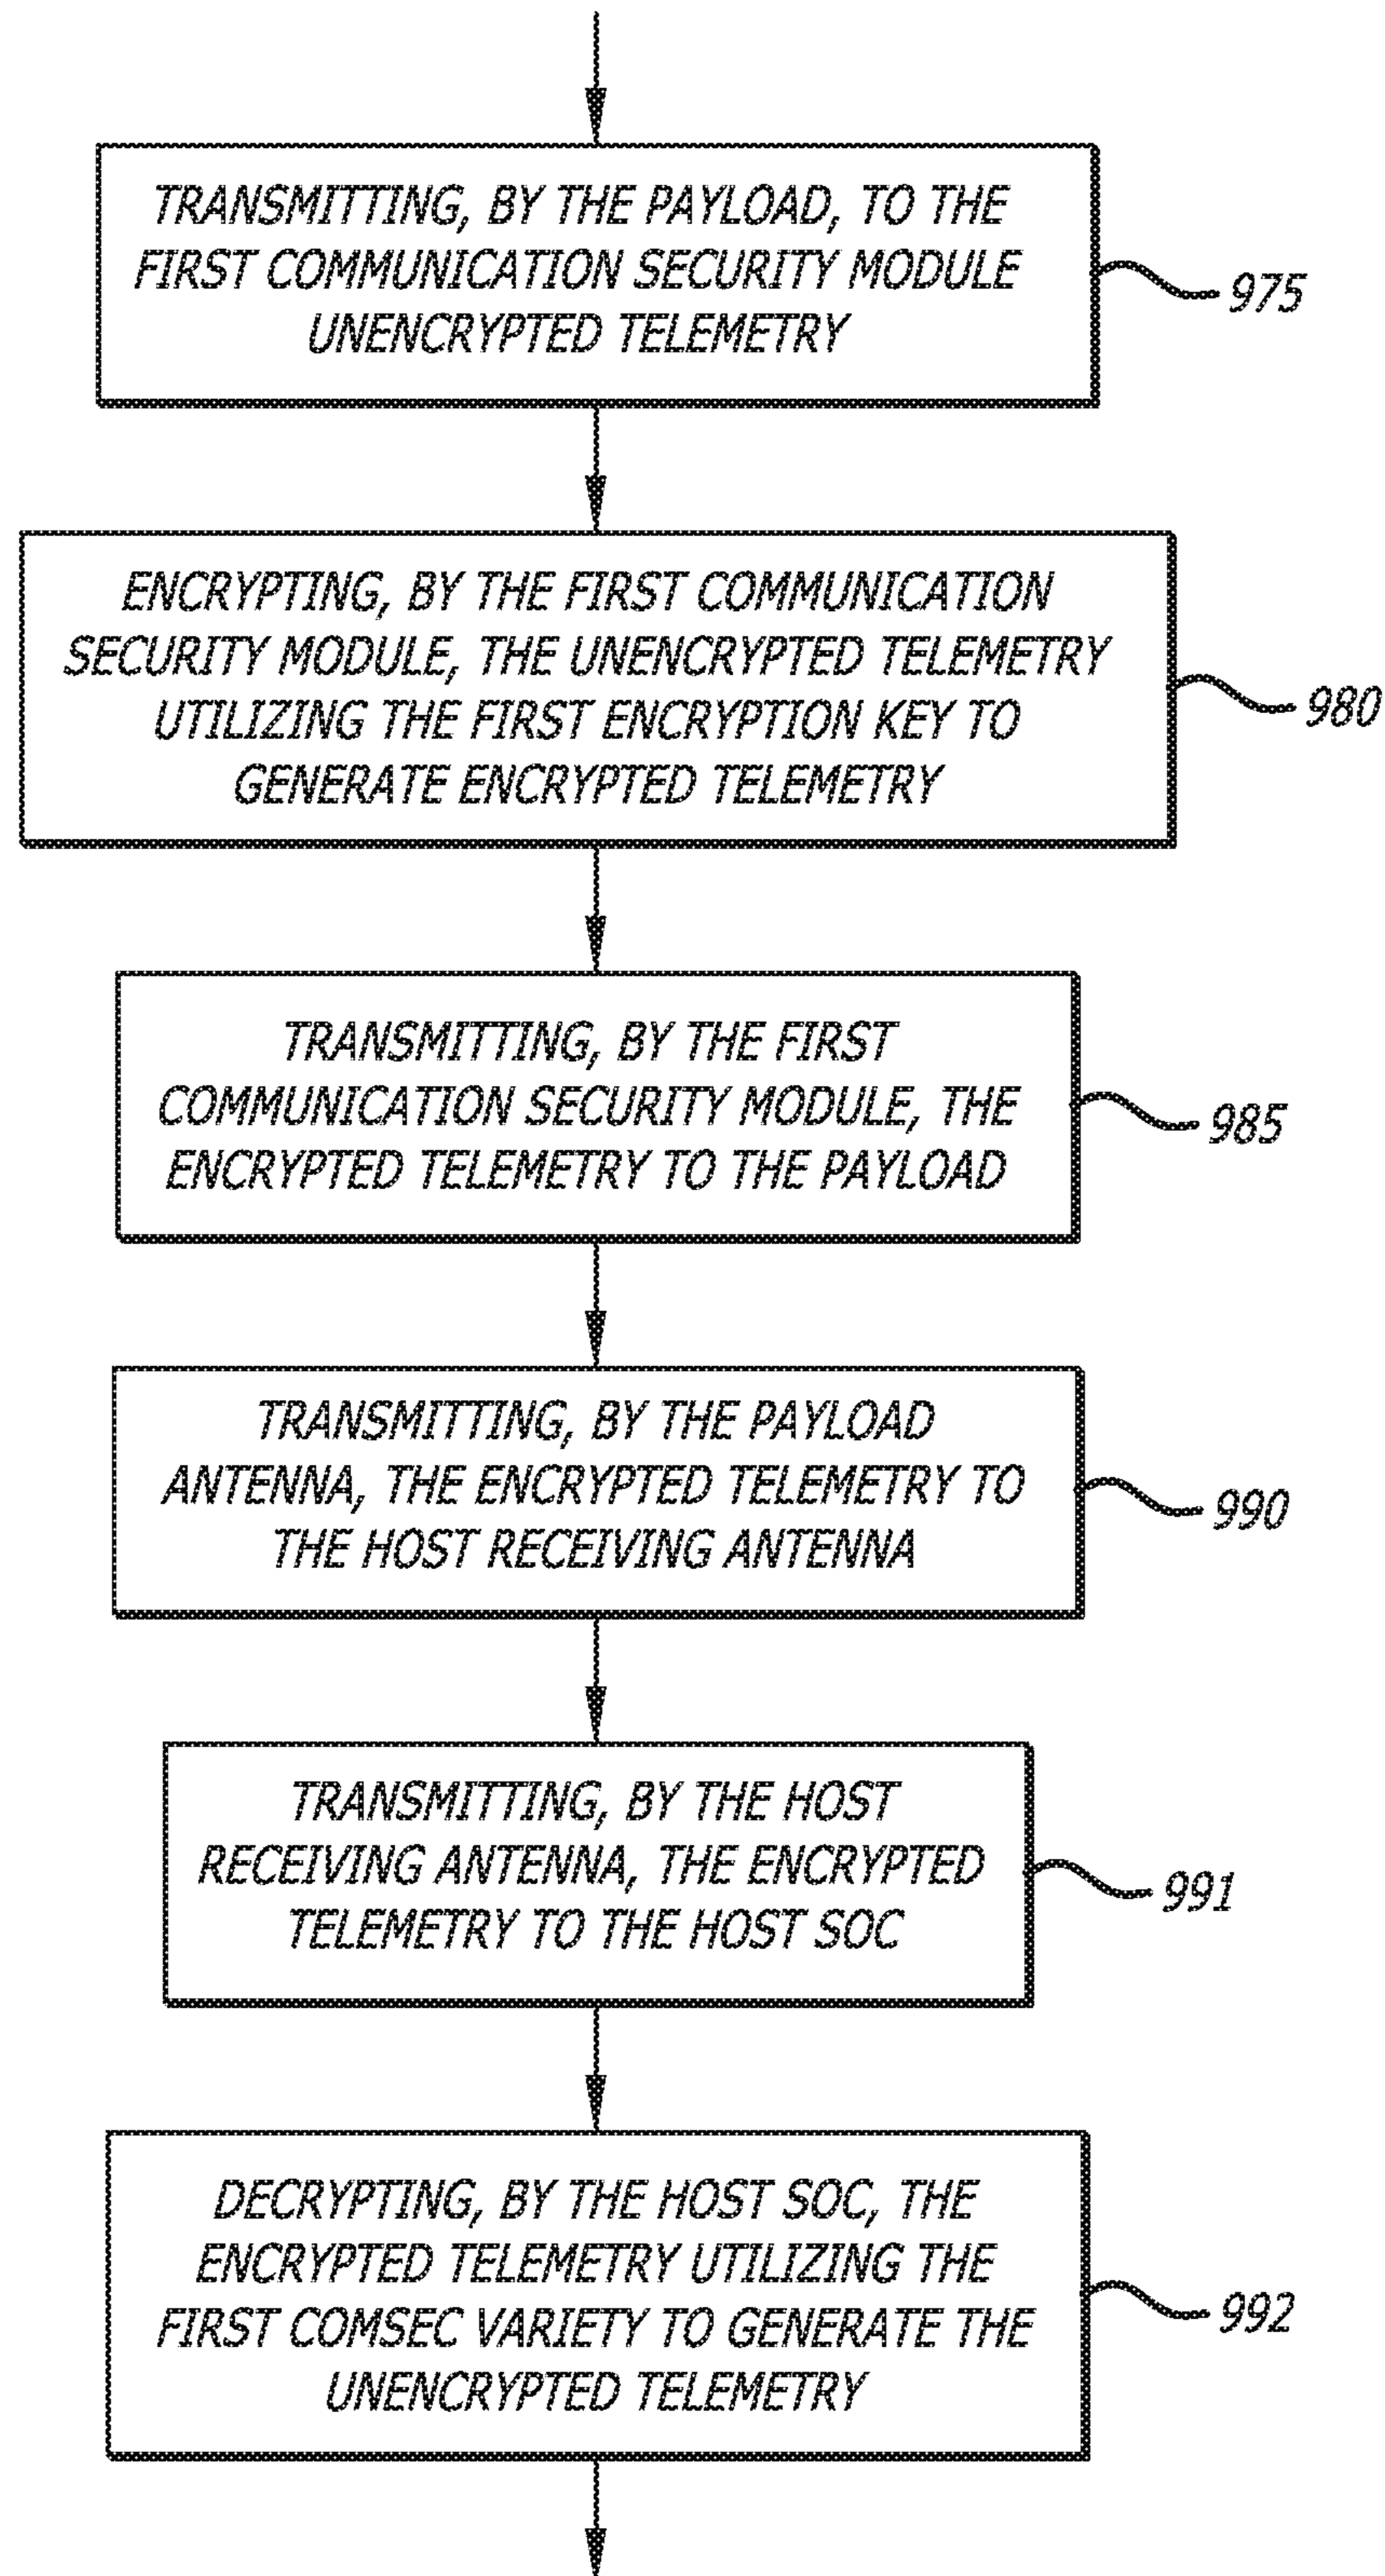 TRANSMITTING, BY THE PAYLOAD, TO THE
FIRST COMMUNICATION SECURITY MODULE
UNENCRYPTED TELEMETRY
975
ENCRYPTING, BY THE FIRST COMMUNICATION
SECURITY MODULE, THE UNENCRYPTED TELEMETRY
UTILIZING THE FIRST ENCRYPTION KEY TO
GENERATE ENCRYPTED TELEMETRY
980
TRANSMITTING, BY THE FIRST
COMMUNICATION SECURITY MODULE, THE
ENCRYPTED TELEMETRY TO THE PAYLOAD
985
TRANSMITTING, BY THE PAYLOAD
ANTENNA, THE ENCRYPTED TELEMETRY TO
THE HOST RECEIVING ANTENNA
990
TRANSMITTING, BY THE HOST
RECEIVING ANTENNA, THE ENCRYPTED
TELEMETRY TO THE HOST SOC
991
DECRYPTING, BY THE HOST SOC, THE
ENCRYPTED TELEMETRY UTILIZING THE
FIRST COMSEC VARIETY TO GENERATE THE
UNENCRYPTED TELEMETRY
992